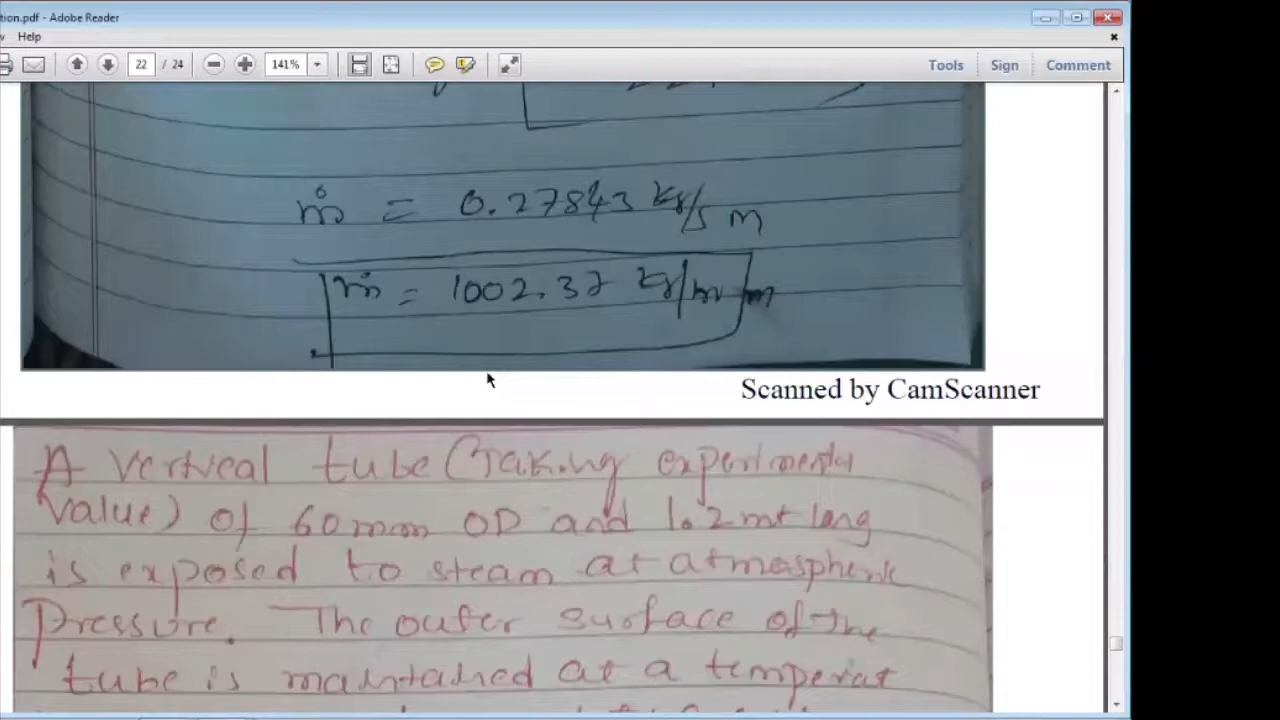 tion.pdf - Adobe Reader
Help
22 / 24 141% Tools Sign Comment
ṁ = 0.27843 kg/s m
ṁ = 1002.37 kg/hr m
Scanned by CamScanner
A vertical tube (Taking experimental
value) of 60mm OD and 1.2mt long
is exposed to steam at atmospheric
Pressure. The outer surface of the
tube is maintained at a temperat